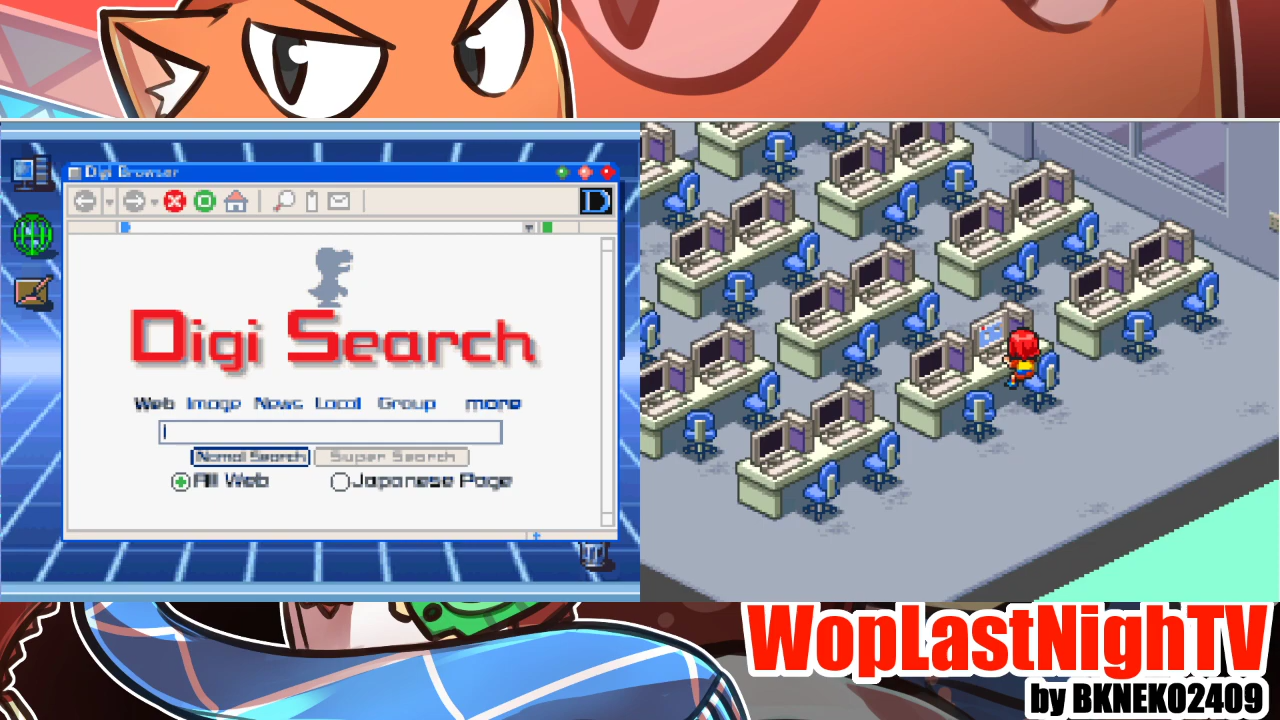 Digi Browser
D
Digi Search
Web Image News Local Group more
Normal Search Super Search
All Web Japanese Page
WopLastNighTV
by BKNEKO2409